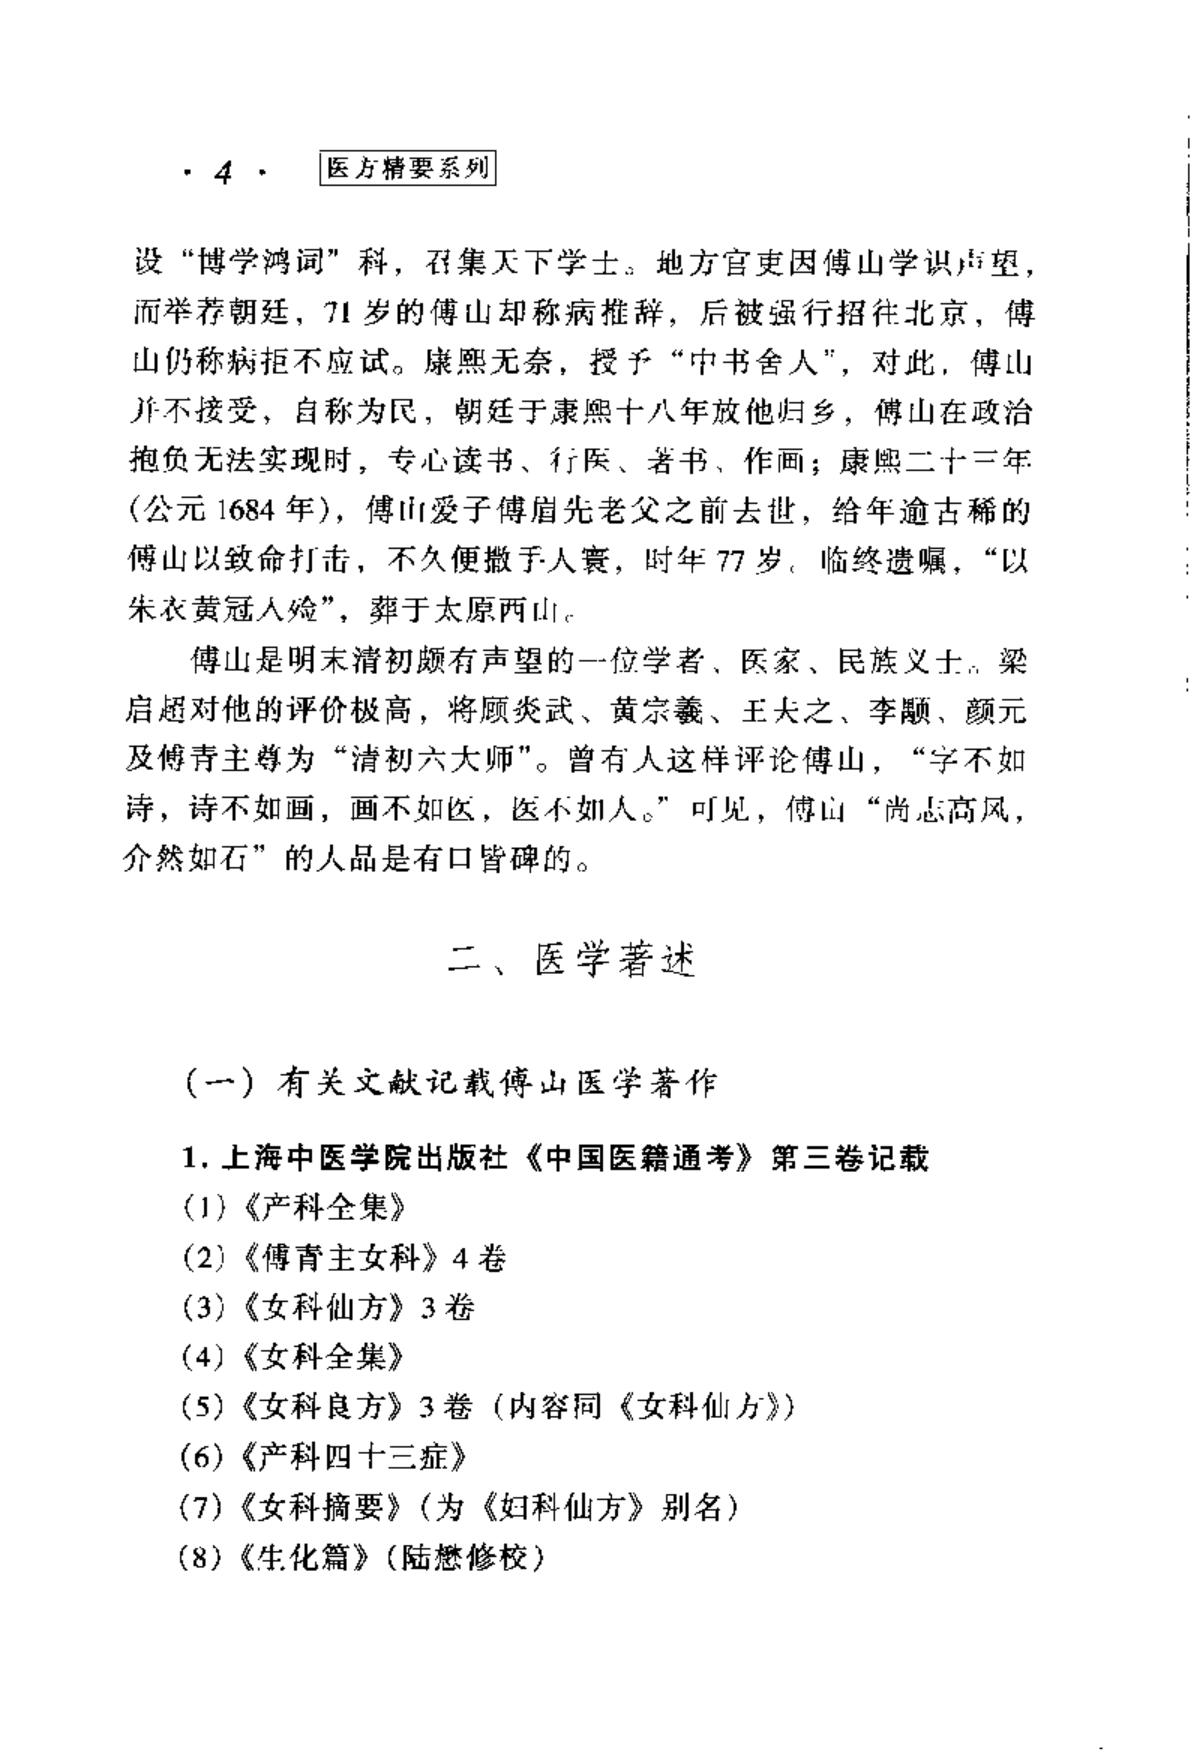 · 4 · 医方精要系列
设“博学鸿词”科，召集天下学士。地方官吏因傅山学识声望，
而举荐朝廷，71 岁的傅山却称病推辞，后被强行招往北京，傅
山仍称病拒不应试。康熙无奈，授予“中书舍人”，对此，傅山
并不接受，自称为民，朝廷于康熙十八年放他归乡，傅山在政治
抱负无法实现时，专心读书、行医、著书、作画；康熙二十三年
(公元 1684 年)，傅山爱子傅眉先老父之前去世，给年逾古稀的
傅山以致命打击，不久便撒手人寰，时年 77 岁。临终遗嘱，“以
朱衣黄冠入殓”，葬于太原西山。
傅山是明末清初颇有声望的一位学者、医家、民族义士。梁
启超对他的评价极高，将顾炎武、黄宗羲、王夫之、李颙、颜元
及傅青主尊为“清初六大师”。曾有人这样评论傅山，“字不如
诗，诗不如画，画不如医，医不如人。”可见，傅山“尚志高风，
介然如石”的人品是有口皆碑的。
二、医学著述
(一) 有关文献记载傅山医学著作
1. 上海中医学院出版社《中国医籍通考》第三卷记载
(1)《产科全集》
(2)《傅青主女科》4 卷
(3)《女科仙方》3 卷
(4)《女科全集》
(5)《女科良方》3 卷（内容同《女科仙方》）
(6)《产科四十三症》
(7)《女科摘要》（为《妇科仙方》别名）
(8)《生化篇》（陆懋修校）